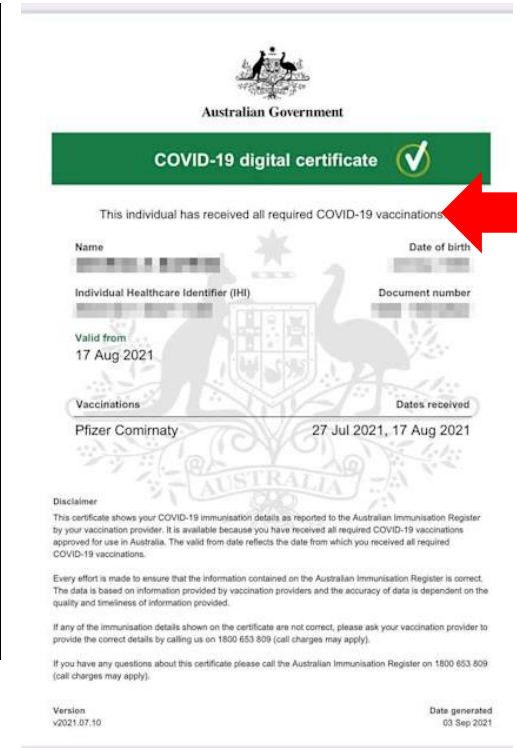 Australian Government
COVID-19 digital certificate
This individual has received all required COVID-19 vaccinations.
Name Date of birth
Individual Healthcare Identifier (IHI) Document number
Valid from
17 Aug 2021
Vaccinations Dates received
Pfizer Comirnaty 27 Jul 2021, 17 Aug 2021
AUSTRALIA
Disclaimer
This certificate shows your COVID-19 immunisation details as reported to the Australian Immunisation Register
by your vaccination provider. It is available because you have received all required COVID-19 vaccinations
approved for use in Australia. The valid from date reflects the date from which you received all required
COVID-19 vaccinations.
Every effort is made to ensure that the information contained on the Australian Immunisation Register is correct.
The data is based on information provided by vaccination providers and the accuracy of data is dependent on the
quality and timeliness of information provided.
If any of the immunisation details shown on the certificate are not correct, please ask your vaccination provider to
provide the correct details by calling us on 1800 653 809 (call charges may apply).
If you have any questions about this certificate please call the Australian Immunisation Register on 1800 653 809
(call charges may apply).
Version Date generated
v2021.07.10 03 Sep 2021